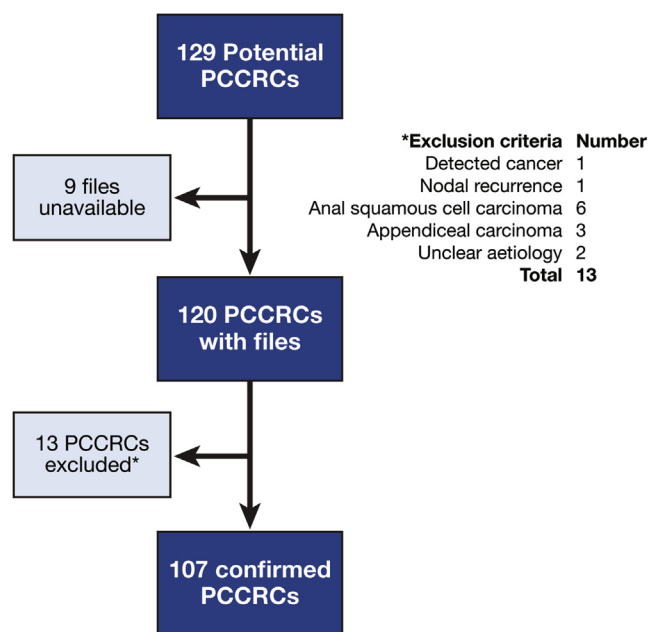 129 Potential
PCCRCs
*Exclusion criteria Number
Detected cancer 1
Nodal recurrence 1
Anal squamous cell carcinoma 6
Appendiceal carcinoma 3
Unclear aetiology 2
Total 13
9 files
unavailable
120 PCCRCs
with files
13 PCCRCs
excluded*
107 confirmed
PCCRCs